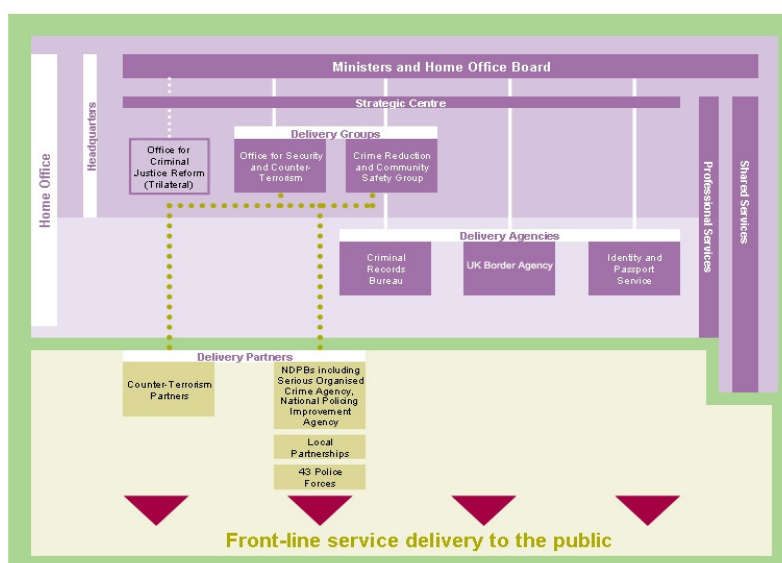 Ministers and Home Office Board
Strategic Centre
Home Office
Headquarters
Delivery Groups
Office for
Criminal
Justice Reform
(Trilateral)
Office for Security
and Counter-
Terrorism
Crime Reduction
and Community
Safety Group
Professional Services
Shared Services
Delivery Agencies
Criminal
Records
Bureau
UK Border Agency
Identity and
Passport
Service
Delivery Partners
Counter-Terrorism
Partners
NDPBs including
Serious Organised
Crime Agency,
National Policing
Improvement
Agency
Local
Partnerships
43 Police
Forces
Front-line service delivery to the public